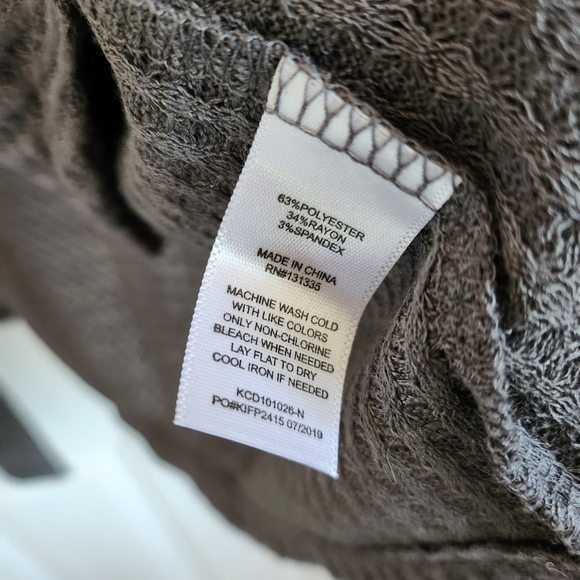 63%POLYESTER
34%RAYON
3%SPANDEX
MADE IN CHINA
RN#131335
MACHINE WASH COLD
WITH LIKE COLORS
ONLY NON-CHLORINE
BLEACH WHEN NEEDED
LAY FLAT TO DRY
COOL IRON IF NEEDED
KCD101026-N
PO#KIFP2415 07/2019